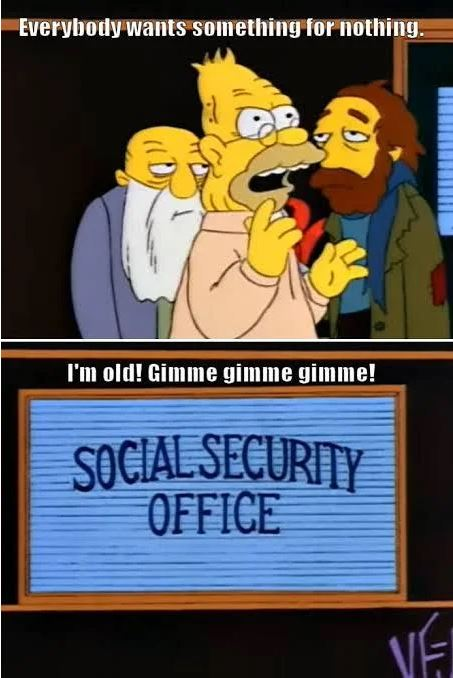 Everybody wants something for nothing.
I'm old! Gimme gimme gimme!
SOCIAL SECURITY
OFFICE